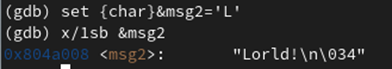 (gdb) set {char}&msg2='L'
(gdb) x/1sb &msg2
0x804a008 <msg2>:       "Lorld!\n\034"